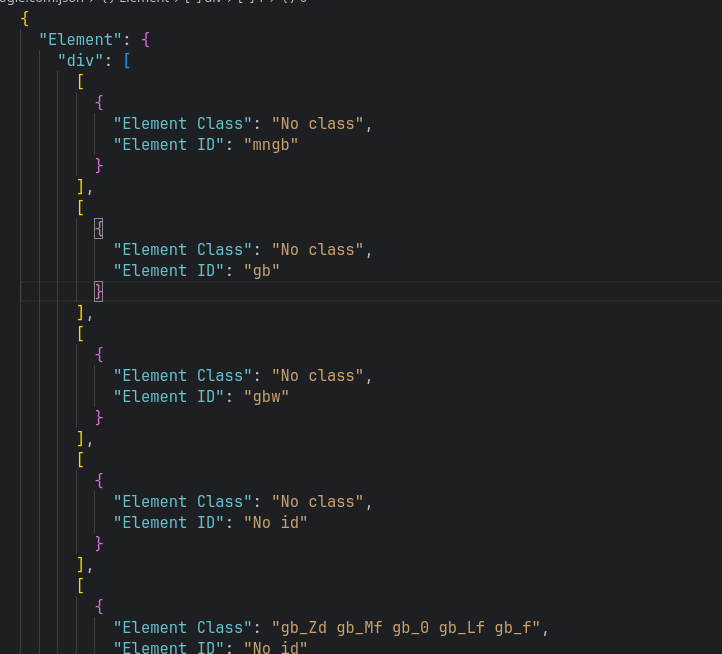 {
"Element": {
"div": [
[
{
"Element Class": "No class",
"Element ID": "mngb"
}
],
[
{
"Element Class": "No class",
"Element ID": "gb"
}
],
[
{
"Element Class": "No class",
"Element ID": "gbw"
}
],
[
{
"Element Class": "No class",
"Element ID": "No id"
}
],
[
{
"Element Class": "gb_Zd gb_Mf gb_0 gb_Lf gb_f",
"Element ID": "No id"